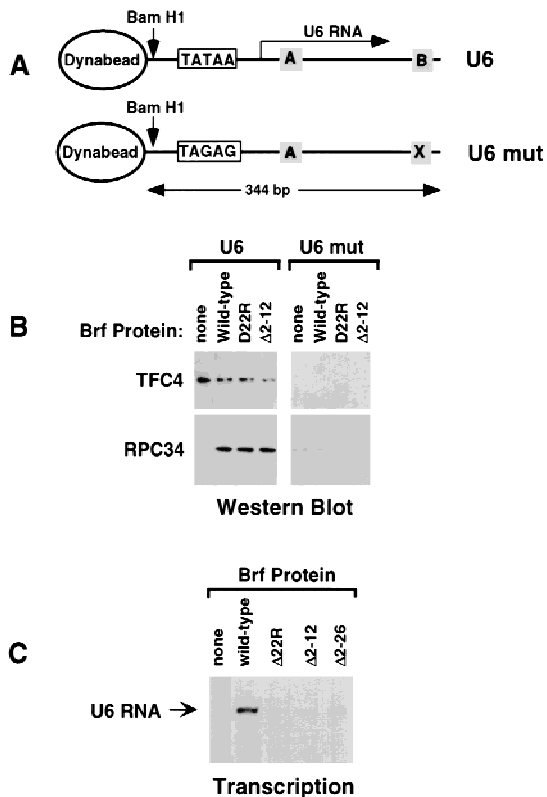 A
Bam H1
Dynabead
TATAA
U6 RNA
A
B
U6
Bam H1
Dynabead
TAGAG
A
X
U6 mut
344 bp
B
U6
U6 mut
Brf Protein:
none
Wild-type
D22R
Δ2-12
none
Wild-type
D22R
Δ2-12
TFC4
RPC34
Western Blot
C
Brf Protein
none
wild-type
Δ22R
Δ2-12
Δ2-26
U6 RNA
Transcription